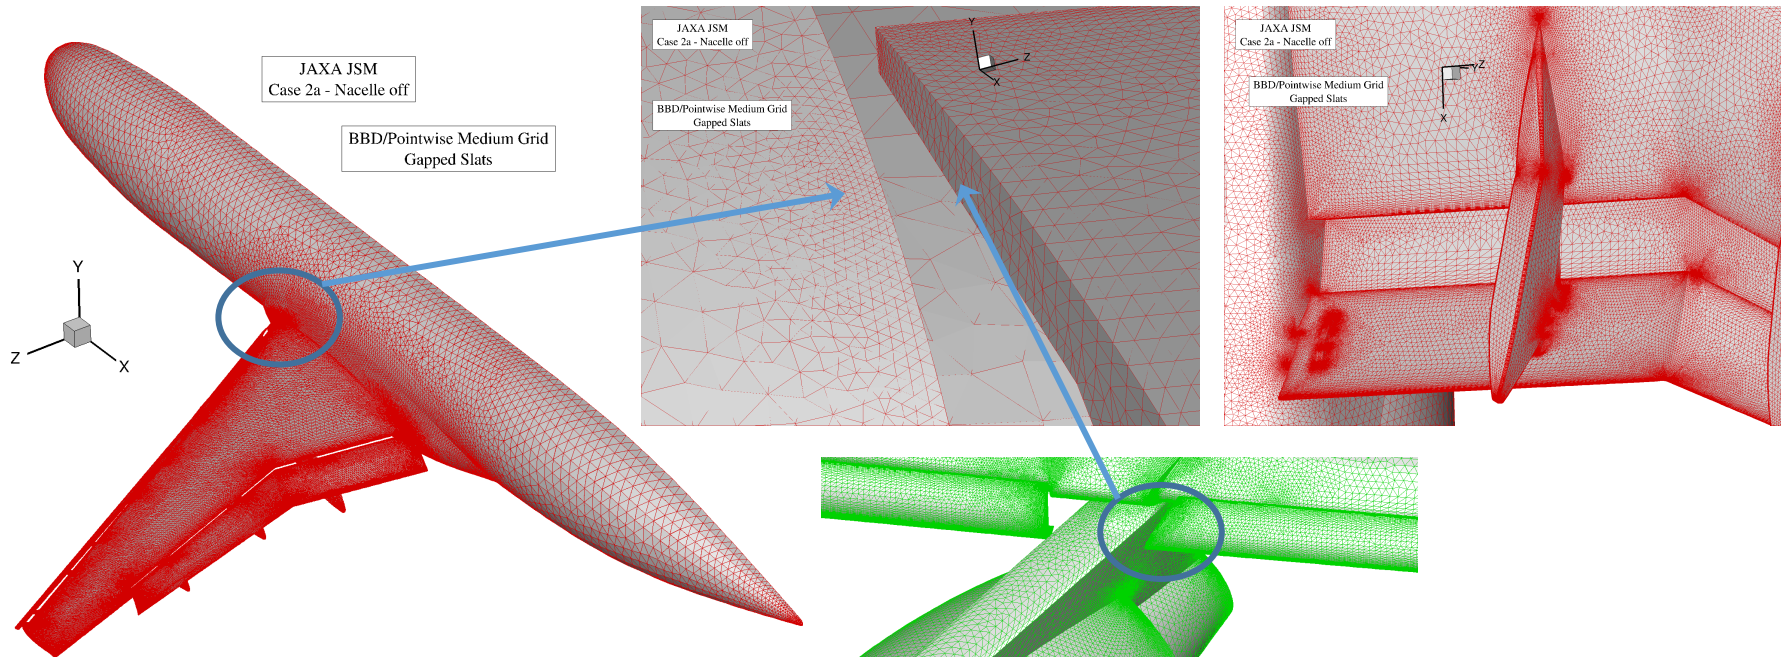 JAXA JSM
Case 2a - Nacelle off
BBD/Pointwise Medium Grid
Gapped Slats
Y
Z
X
JAXA JSM
Case 2a - Nacelle off
BBD/Pointwise Medium Grid
Gapped Slats
Y
Z
X
JAXA JSM
Case 2a - Nacelle off
BBD/Pointwise Medium Grid
Gapped Slats
Y
Z
X